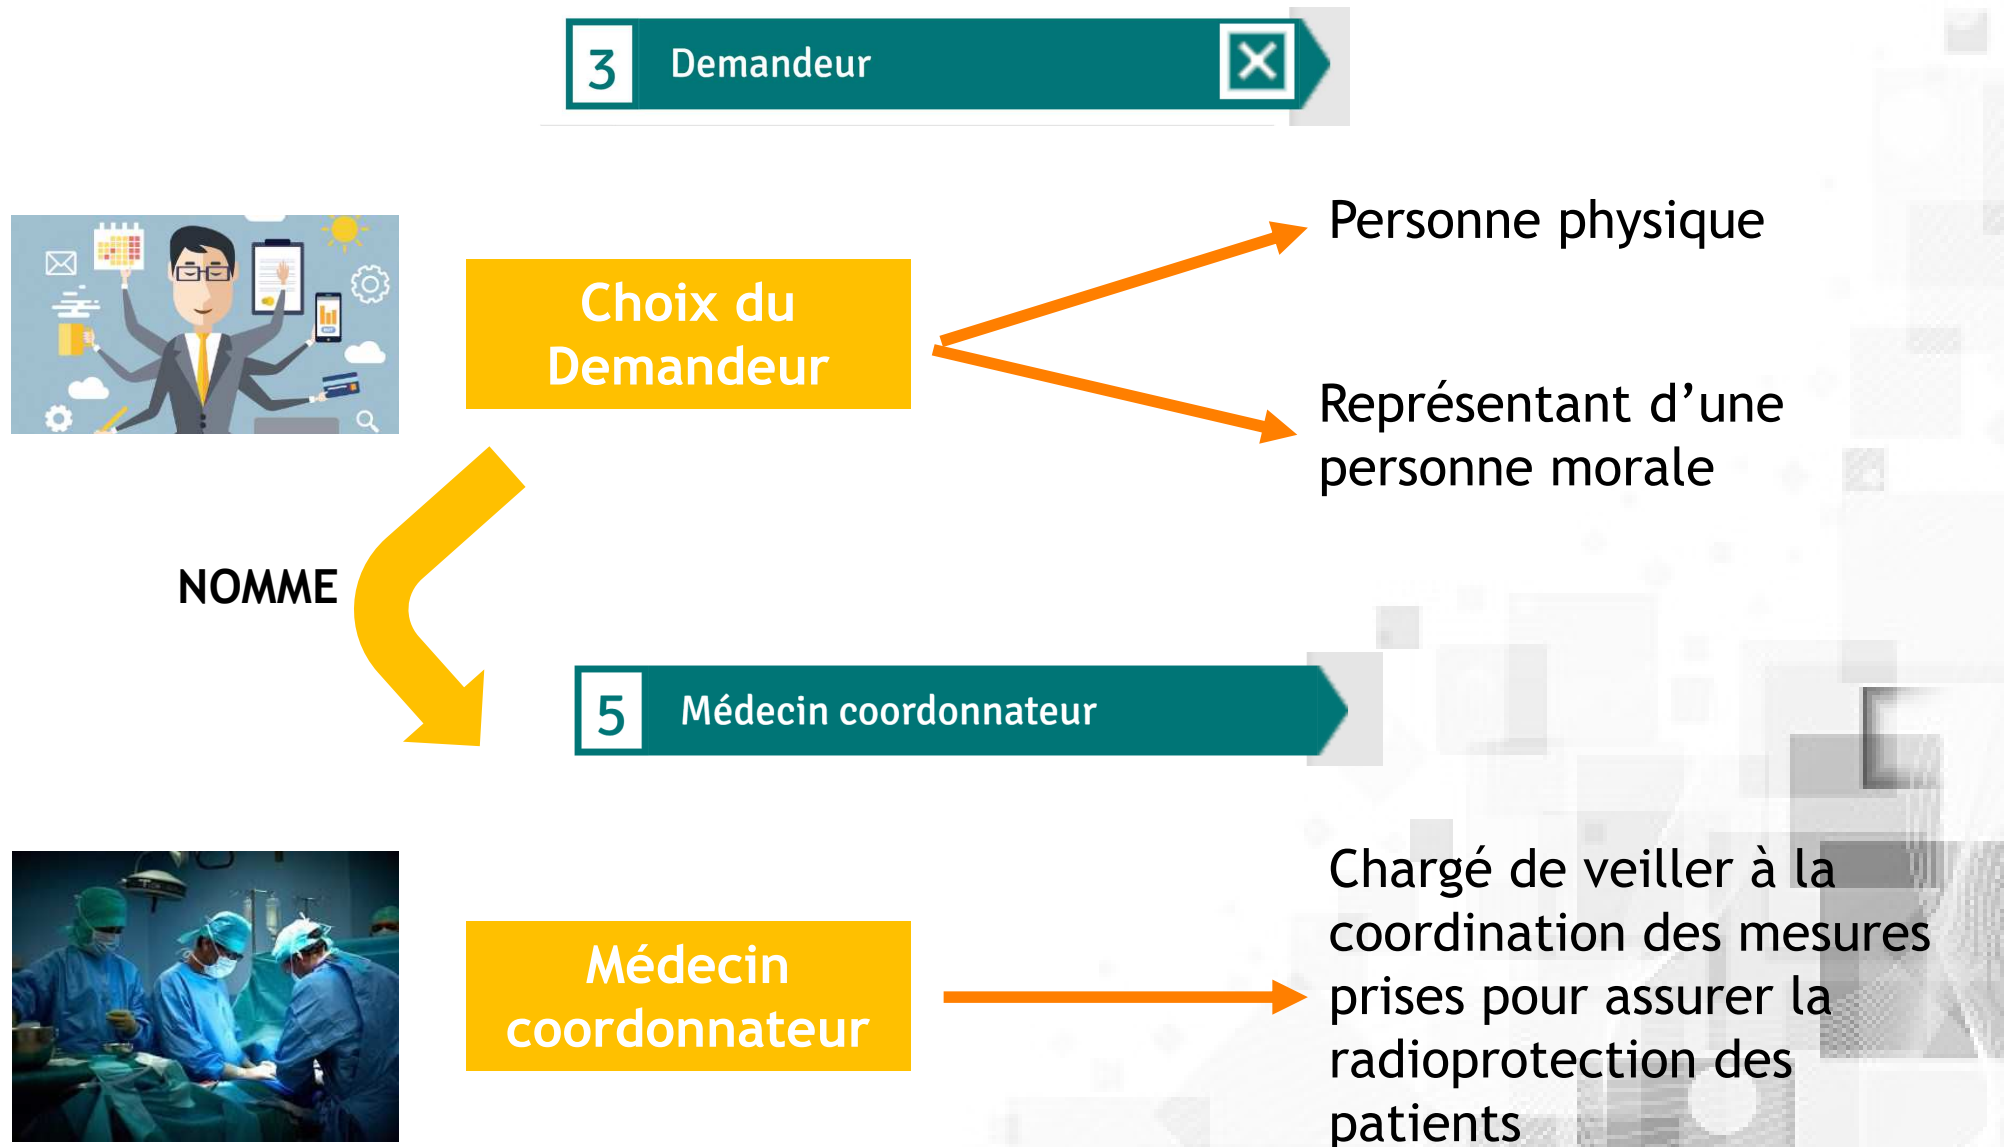 3 Demandeur
Personne physique
Choix du
Demandeur
Représentant d’une
personne morale
NOMME
5 Médecin coordonnateur
Médecin
coordonnateur
Chargé de veiller à la
coordination des mesures
prises pour assurer la
radioprotection des
patients